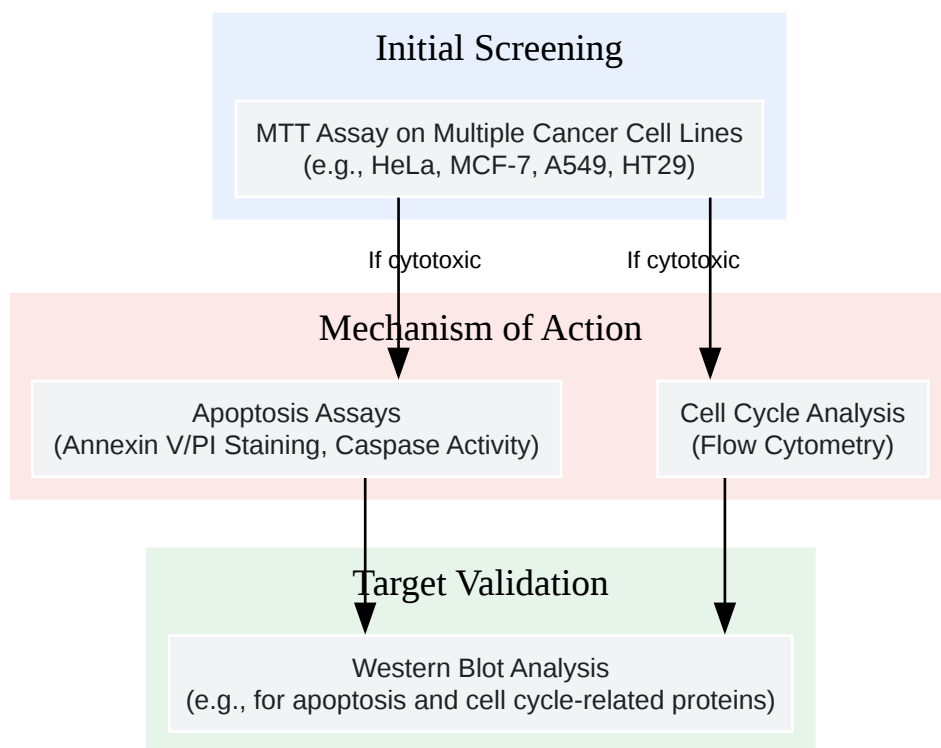 Initial Screening
MTT Assay on Multiple Cancer Cell Lines
(e.g., HeLa, MCF-7, A549, HT29)
If cytotoxic
If cytotoxic
Mechanism of Action
Apoptosis Assays
(Annexin V/PI Staining, Caspase Activity)
Cell Cycle Analysis
(Flow Cytometry)
Target Validation
Western Blot Analysis
(e.g., for apoptosis and cell cycle-related proteins)